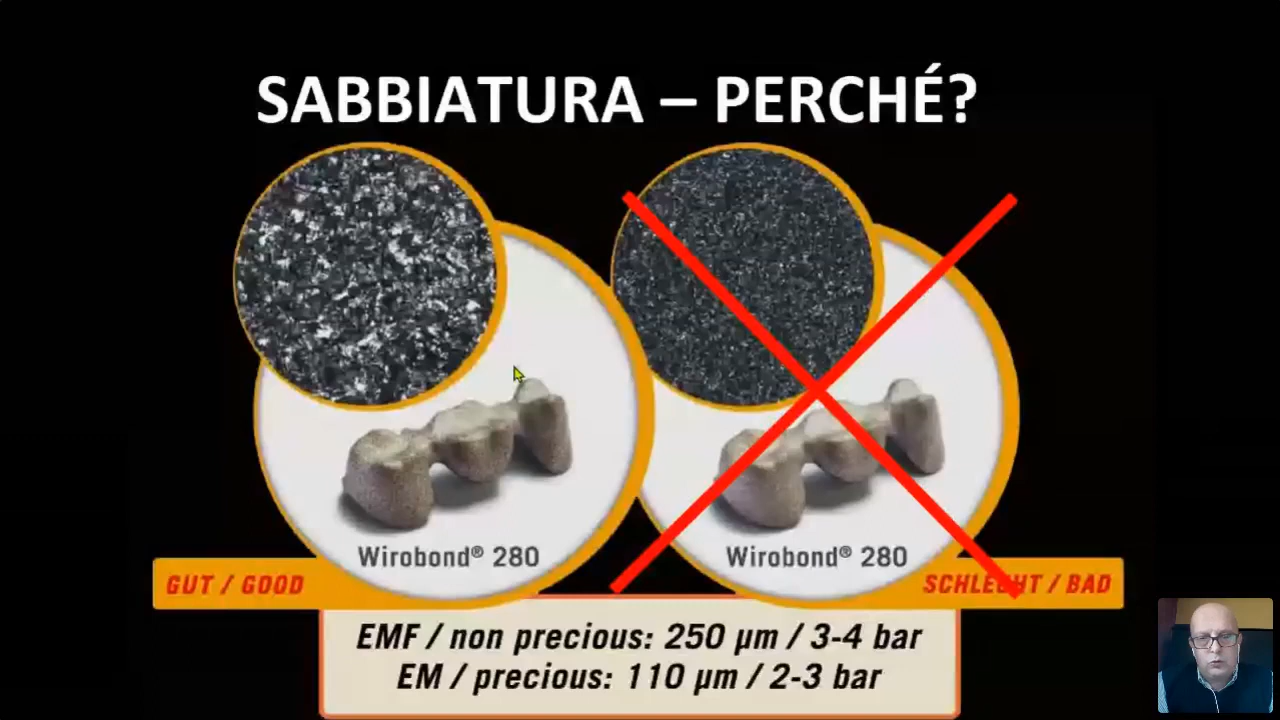 SABBIATURA – PERCHÉ?
Wirobond® 280
Wirobond® 280
GUT / GOOD
SCHLECHT / BAD
EMF / non precious: 250 µm / 3-4 bar
EM / precious: 110 µm / 2-3 bar